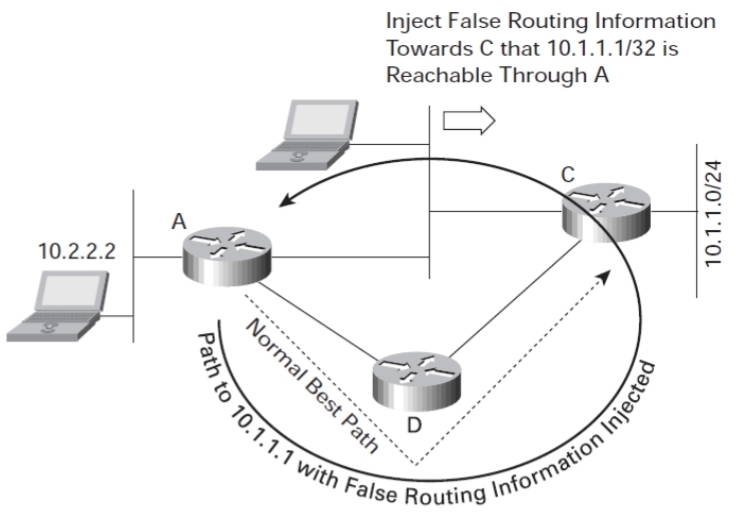 Inject False Routing Information
Towards C that 10.1.1.1/32 is
Reachable Through A
C
10.1.1.0/24
A
10.2.2.2
Normal Best Path
D
Path to 10.1.1.1 with False Routing Information Injected